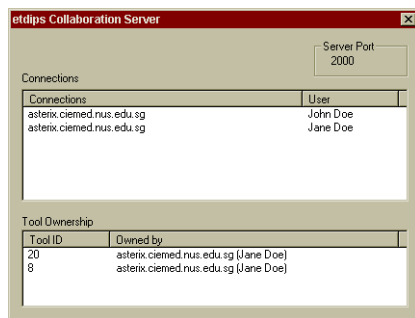 etdips Collaboration Server
Server Port
2000
Connections
Connections User
asterix.ciemed.nus.edu.sg John Doe
asterix.ciemed.nus.edu.sg Jane Doe
Tool Ownership
Tool ID Owned by
20 asterix.ciemed.nus.edu.sg (Jane Doe)
8 asterix.ciemed.nus.edu.sg (Jane Doe)